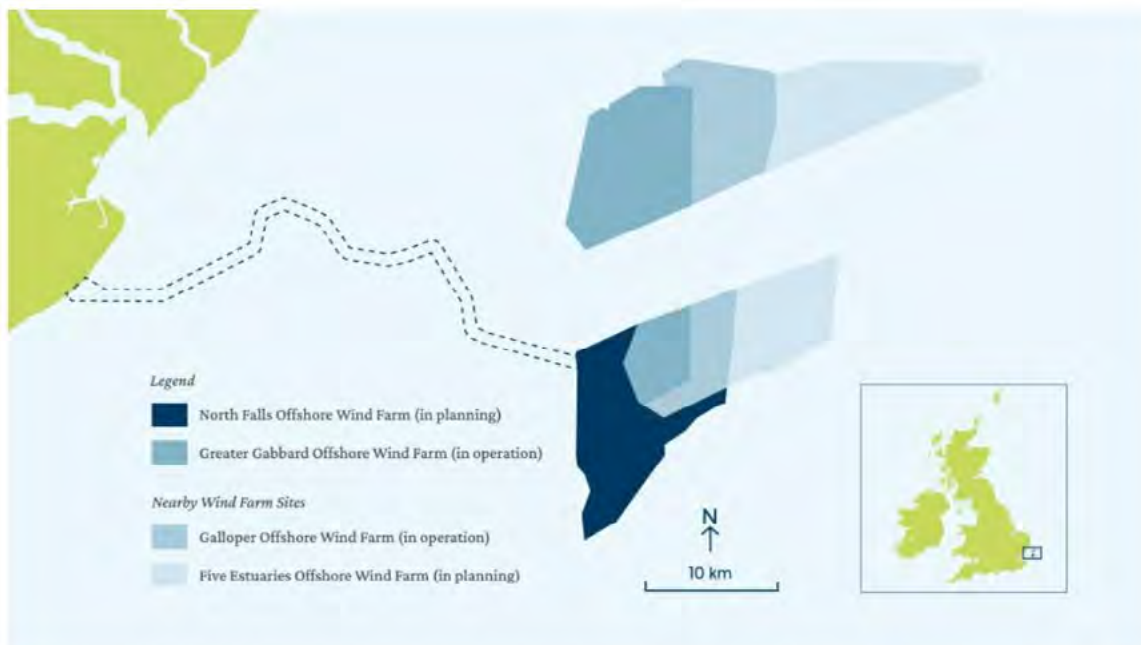 Legend
North Falls Offshore Wind Farm (in planning)
Greater Gabbard Offshore Wind Farm (in operation)
Nearby Wind Farm Sites
Galloper Offshore Wind Farm (in operation)
Five Estuaries Offshore Wind Farm (in planning)
N
10 km